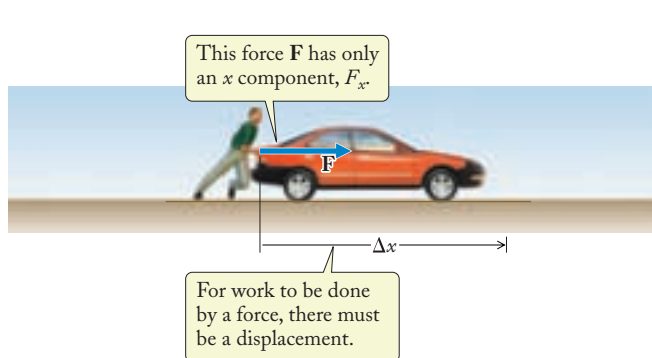 This force F has only
an x component, Fₓ.
F
Δx
For work to be done
by a force, there must
be a displacement.